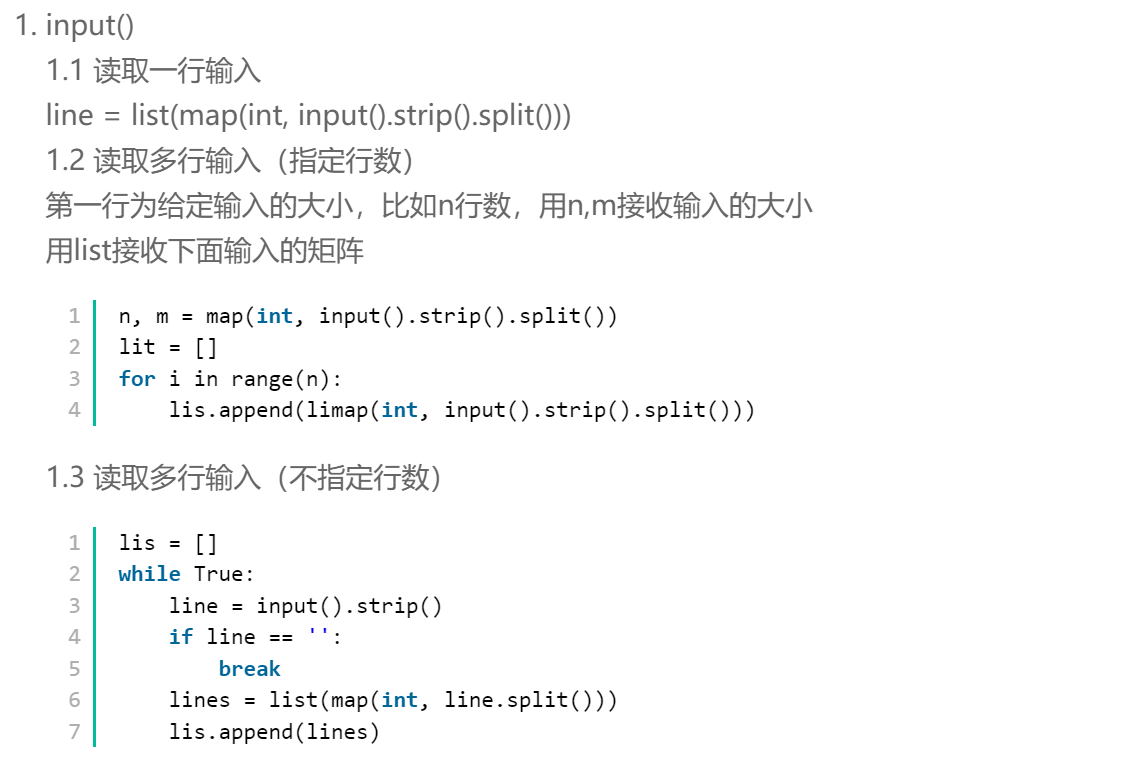 1. input()
1.1 读取一行输入
line = list(map(int, input().strip().split()))
1.2 读取多行输入（指定行数）
第一行为给定输入的大小，比如n行数，用n,m接收输入的大小
用list接收下面输入的矩阵
1 n, m = map(int, input().strip().split())
2 lit = []
3 for i in range(n):
4     lis.append(limap(int, input().strip().split()))
1.3 读取多行输入（不指定行数）
1 lis = []
2 while True:
3     line = input().strip()
4     if line == '':
5         break
6     lines = list(map(int, line.split()))
7     lis.append(lines)